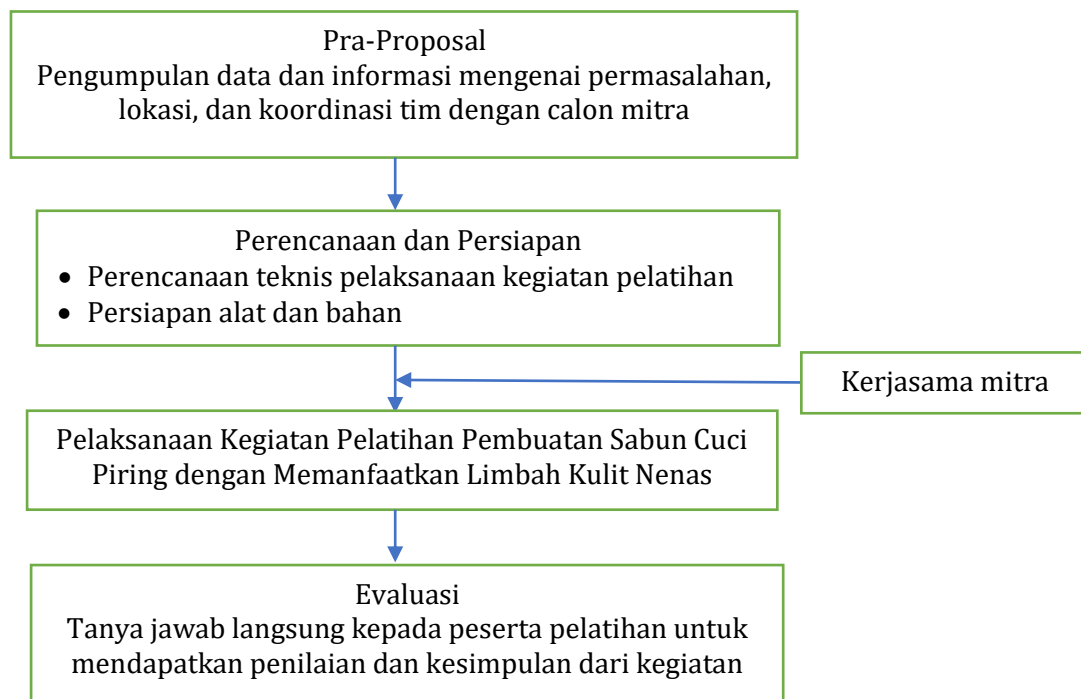 Pra-Proposal
Pengumpulan data dan informasi mengenai permasalahan,
lokasi, dan koordinasi tim dengan calon mitra
Perencanaan dan Persiapan
• Perencanaan teknis pelaksanaan kegiatan pelatihan
• Persiapan alat dan bahan
Kerjasama mitra
Pelaksanaan Kegiatan Pelatihan Pembuatan Sabun Cuci
Piring dengan Memanfaatkan Limbah Kulit Nenas
Evaluasi
Tanya jawab langsung kepada peserta pelatihan untuk
mendapatkan penilaian dan kesimpulan dari kegiatan